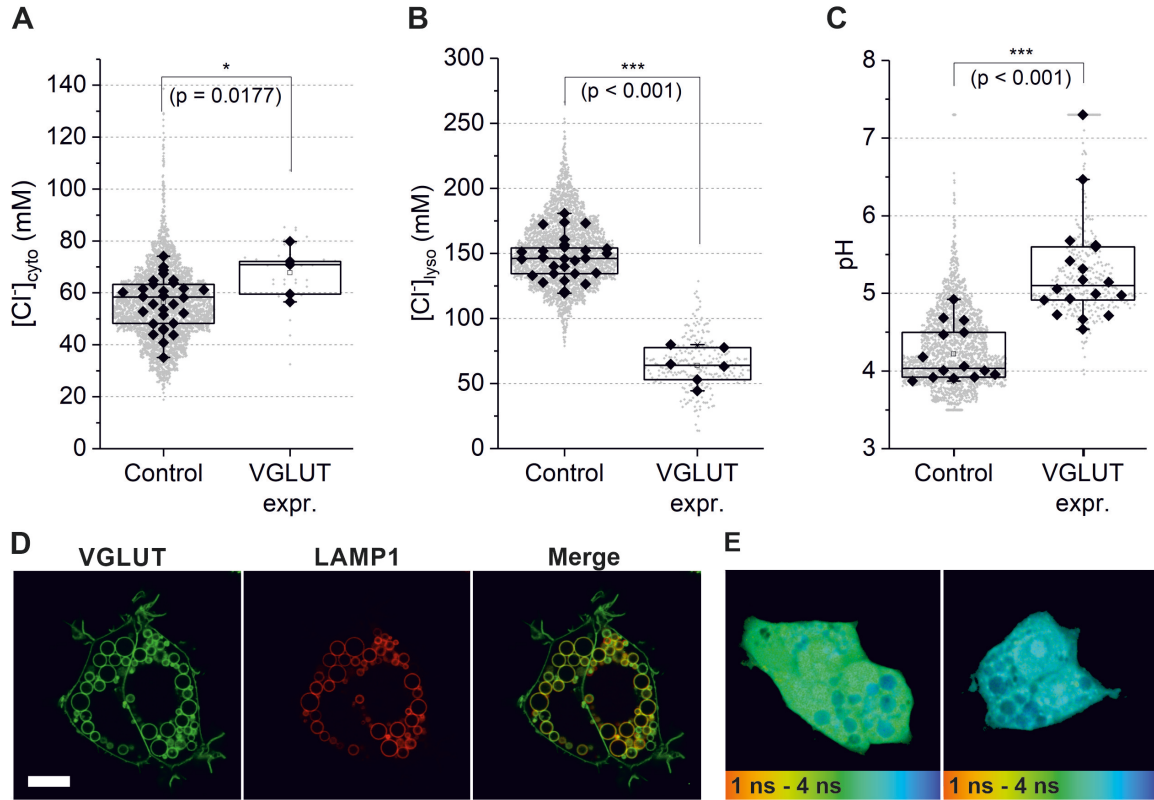 A
B
C
[Cl-]cyto (mM)
140
120
100
80
60
40
20
0
*
(p = 0.0177)
Control
VGLUT
expr.
[Cl-]lyso (mM)
300
250
200
150
100
50
0
***
(p < 0.001)
Control
VGLUT
expr.
pH
8
7
6
5
4
3
***
(p < 0.001)
Control
VGLUT
expr.
D
VGLUT
LAMP1
Merge
E
1 ns - 4 ns
1 ns - 4 ns